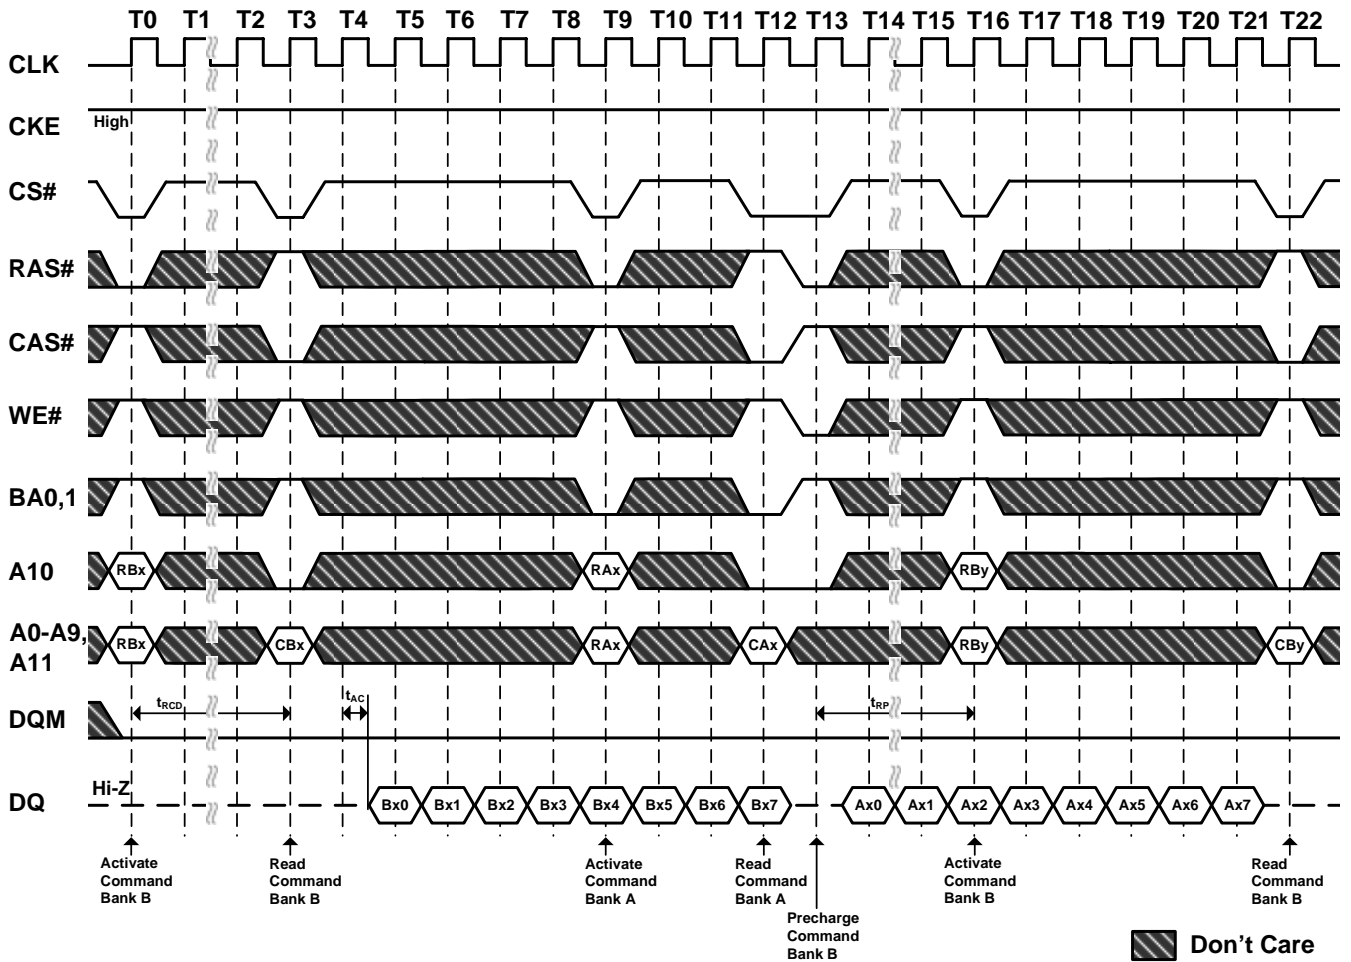 T0 T1 T2 T3 T4 T5 T6 T7 T8 T9 T10 T11 T12 T13 T14 T15 T16 T17 T18 T19 T20 T21 T22
CLK
CKE High
CS#
RAS#
CAS#
WE#
BA0,1
A10 RBx RAx RBy
A0-A9,
A11 RBx CBx RAx CAx RBy CBy
DQM tRCD tAC tRP
DQ Hi-Z Bx0 Bx1 Bx2 Bx3 Bx4 Bx5 Bx6 Bx7 Ax0 Ax1 Ax2 Ax3 Ax4 Ax5 Ax6 Ax7
Activate
Command
Bank B
Read
Command
Bank B
Activate
Command
Bank A
Read
Command
Bank A
Precharge
Command
Bank B
Activate
Command
Bank B
Read
Command
Bank B
Don't Care